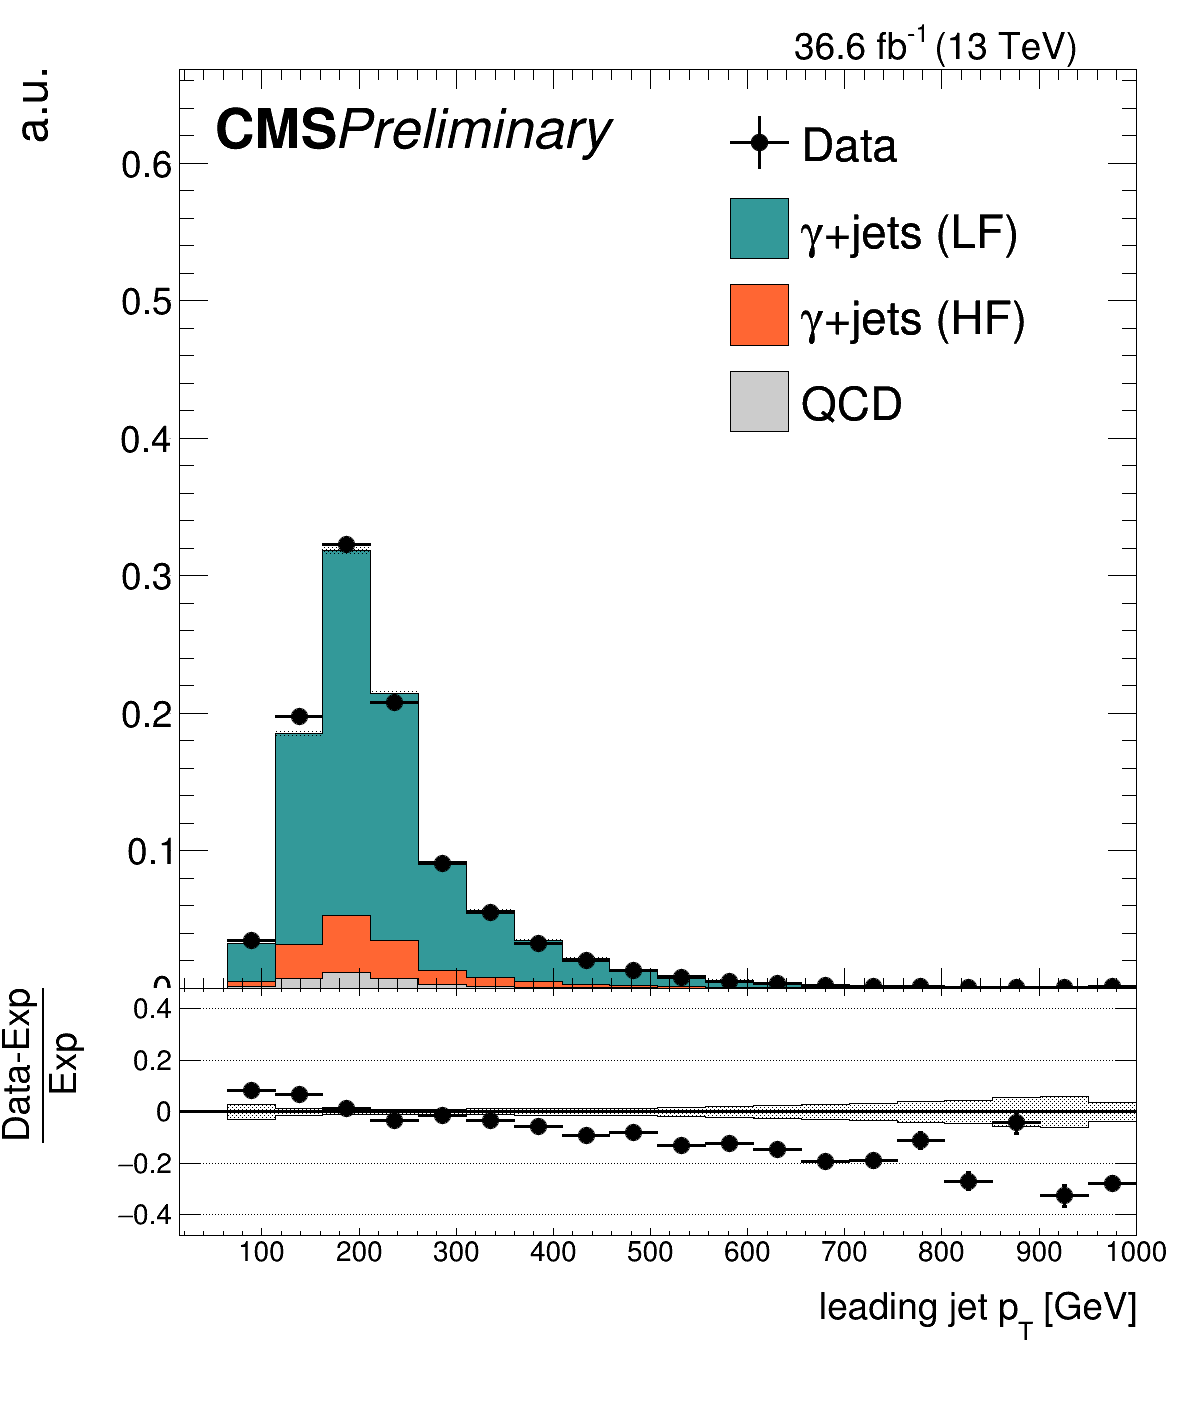 36.6 fb-1 (13 TeV)
a.u.
CMSPreliminary
Data
γ+jets (LF)
γ+jets (HF)
QCD
0.6
0.5
0.4
0.3
0.2
0.1
0
Data-Exp
Exp
0.4
0.2
0
−0.2
−0.4
100 200 300 400 500 600 700 800 900 1000
leading jet pT [GeV]